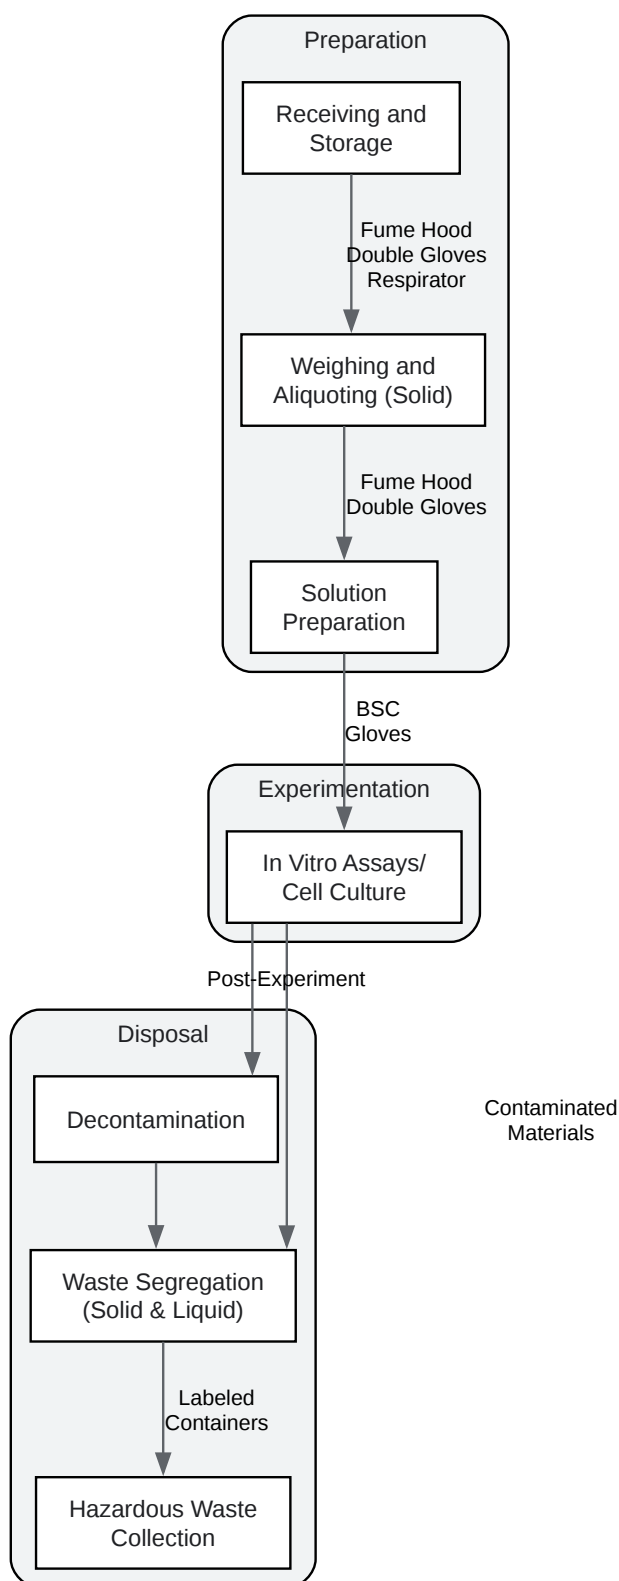 Preparation
Receiving and
Storage
Fume Hood
Double Gloves
Respirator
Weighing and
Aliquoting (Solid)
Fume Hood
Double Gloves
Solution
Preparation
BSC
Gloves
Experimentation
In Vitro Assays/
Cell Culture
Post-Experiment
Disposal
Decontamination
Contaminated
Materials
Waste Segregation
(Solid & Liquid)
Labeled
Containers
Hazardous Waste
Collection